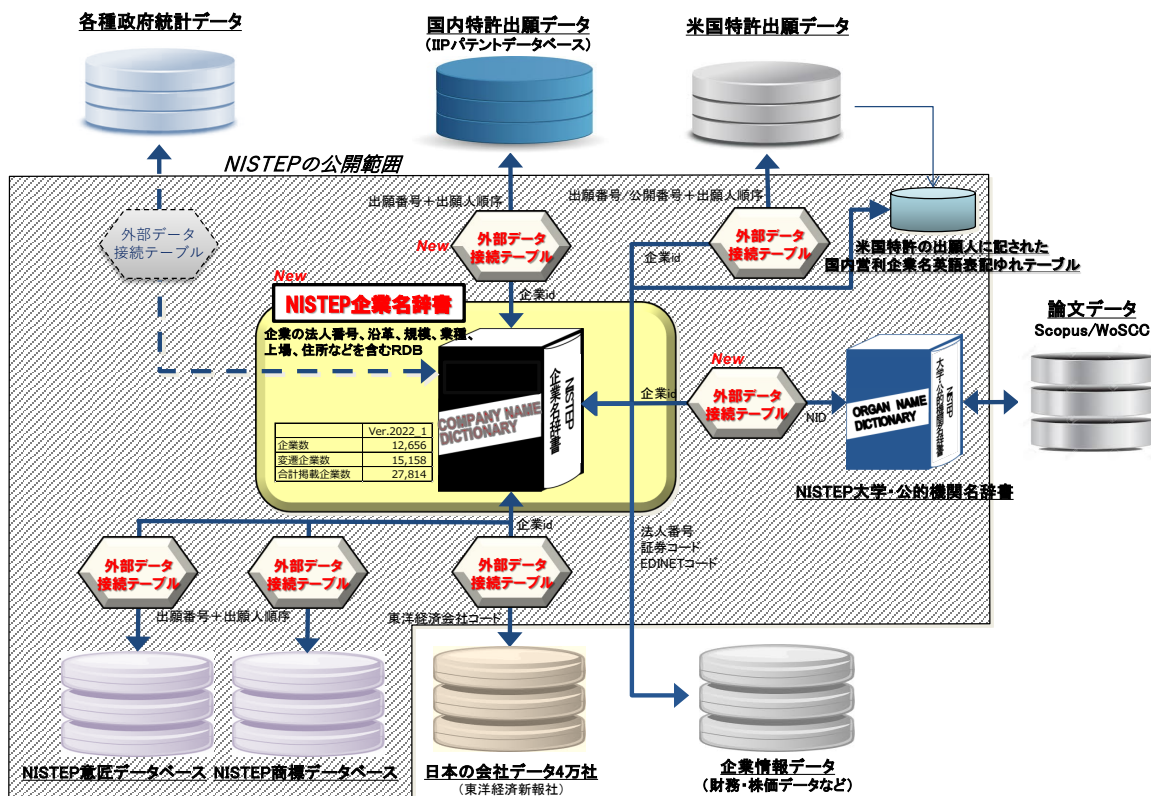 各種政府統計データ
国内特許出願データ
(IIPパテントデータベース)
米国特許出願データ
NISTEPの公開範囲
出願番号＋出願人順序
出願番号/公開番号＋出願人順序
外部データ
接続テーブル
New
外部データ
接続テーブル
外部データ
接続テーブル
企業id
米国特許の出願人に記された
国内営利企業名英語表記ゆれテーブル
New
NISTEP企業名辞書
企業id
企業の法人番号、沿革、規模、業種、
上場、住所などを含むRDB
論文データ
Scopus/WoSCC
New
企業名辞書
NISTEP
COMPANY NAME
DICTIONARY
企業id
外部データ
接続テーブル
NID
大学・公的機関名辞書
NISTEP
ORGAN NAME
DICTIONARY
Ver.2022_1
企業数 12,656
変遷企業数 15,158
合計掲載企業数 27,814
NISTEP大学・公的機関名辞書
企業id
法人番号
証券コード
EDINETコード
外部データ
接続テーブル
外部データ
接続テーブル
外部データ
接続テーブル
出願番号＋出願人順序
東洋経済会社コード
NISTEP意匠データベース
NISTEP商標データベース
日本の会社データ4万社
(東洋経済新報社)
企業情報データ
(財務・株価データなど)